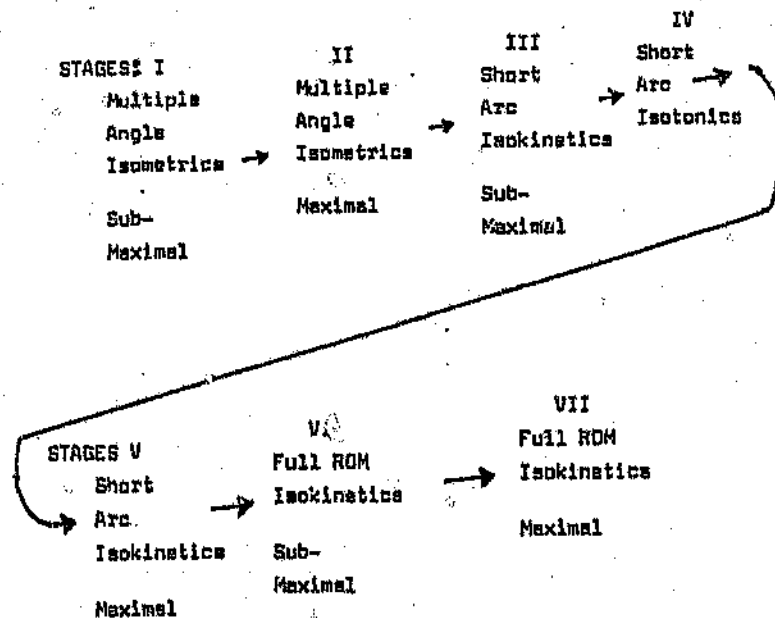 STAGES: I
Multiple
Angle
Isometrics
Sub-
Maximal
II
Multiple
Angle
Isometrics
Maximal
III
Short
Arc
Isokinetics
Sub-
Maximal
IV
Short
Arc
Isotonics
STAGES V
Short
Arc
Isokinetics
Maximal
Full ROM
Isokinetics
Sub-
Maximal
VII
Full ROM
Isokinetics
Maximal